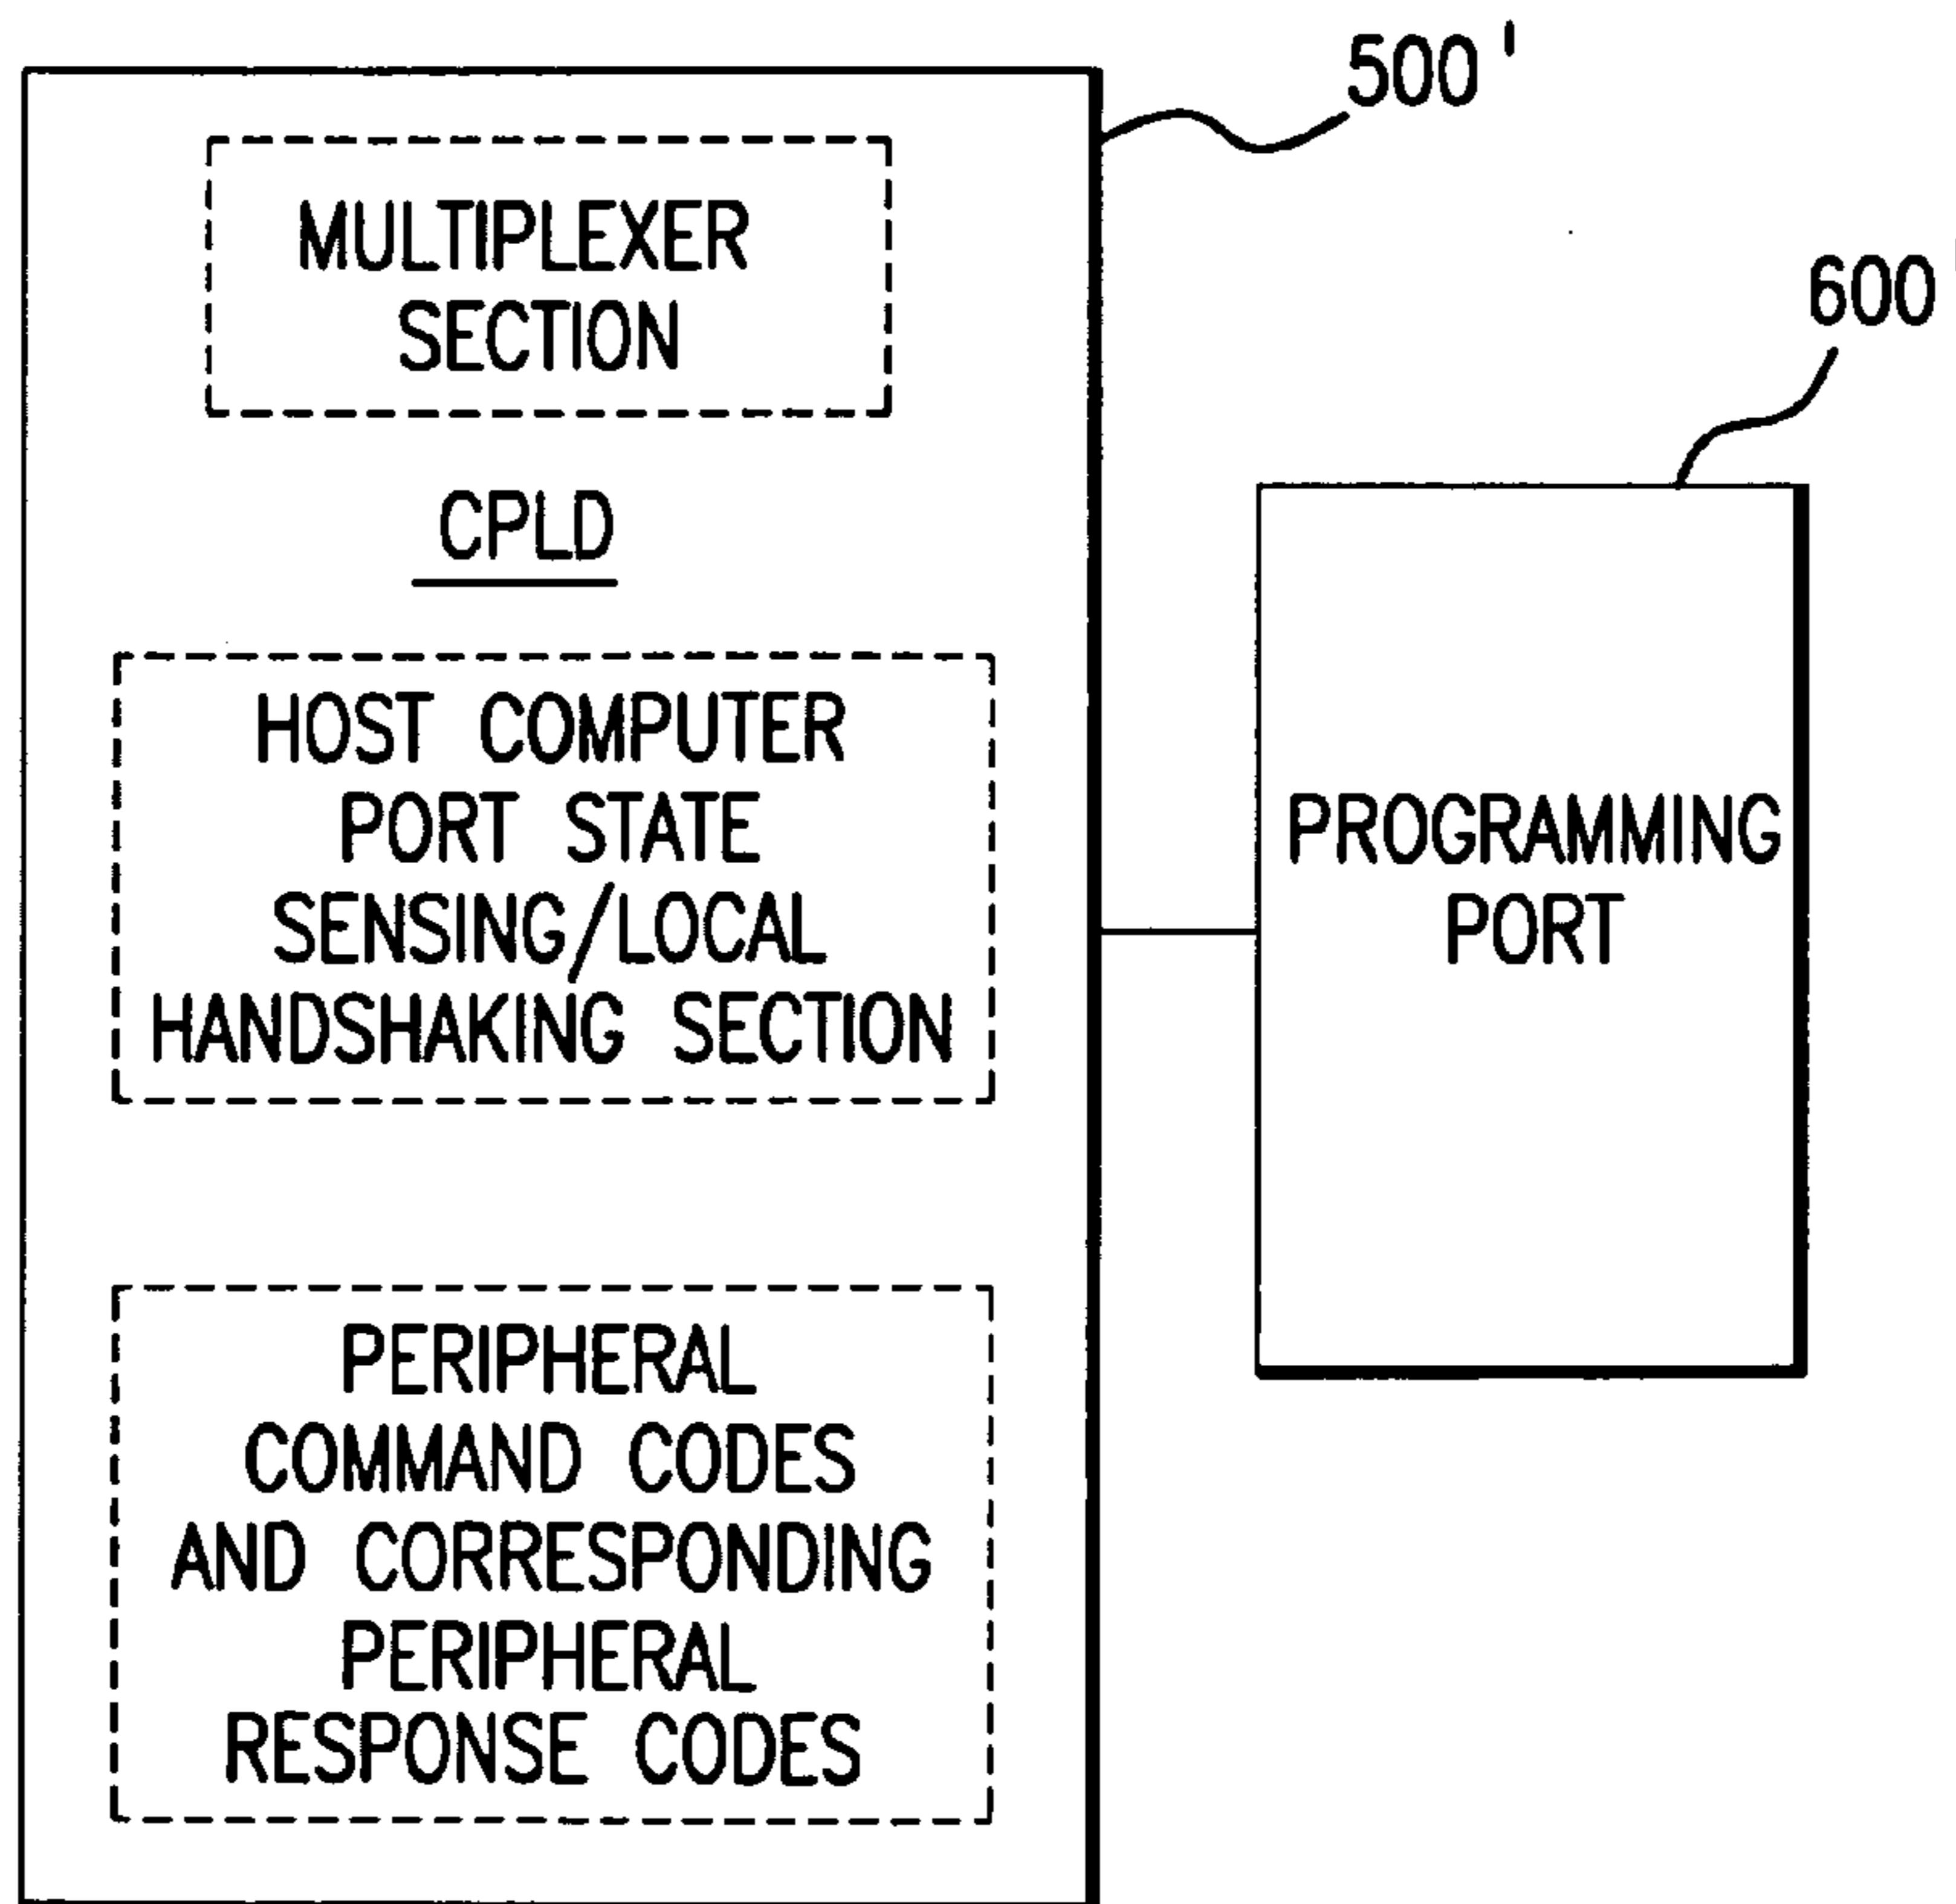 500'
MULTIPLEXER
SECTION
600'
CPLD
HOST COMPUTER
PORT STATE
SENSING/LOCAL
HANDSHAKING SECTION
PROGRAMMING
PORT
PERIPHERAL
COMMAND CODES
AND CORRESPONDING
PERIPHERAL
RESPONSE CODES